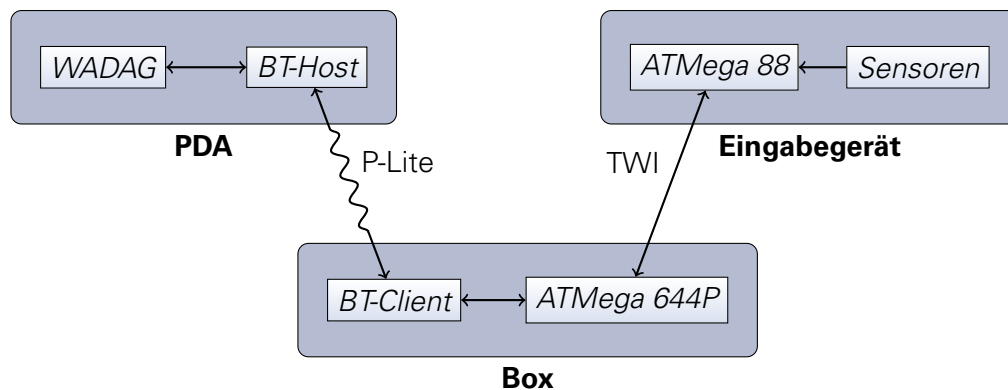 WADAG
BT-Host
PDA
ATMega 88
Sensoren
Eingabegerät
P-Lite
TWI
BT-Client
ATMega 644P
Box